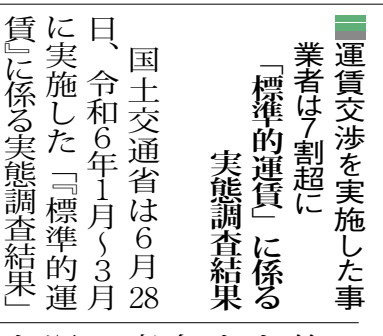 運賃交渉を実施した事
業者は7割超に
「標準的運賃」に係る
実態調査結果
国土交通省は6月28
日、令和6年1月～3月
に実施した「『標準的運
賃』に係る実態調査結果」